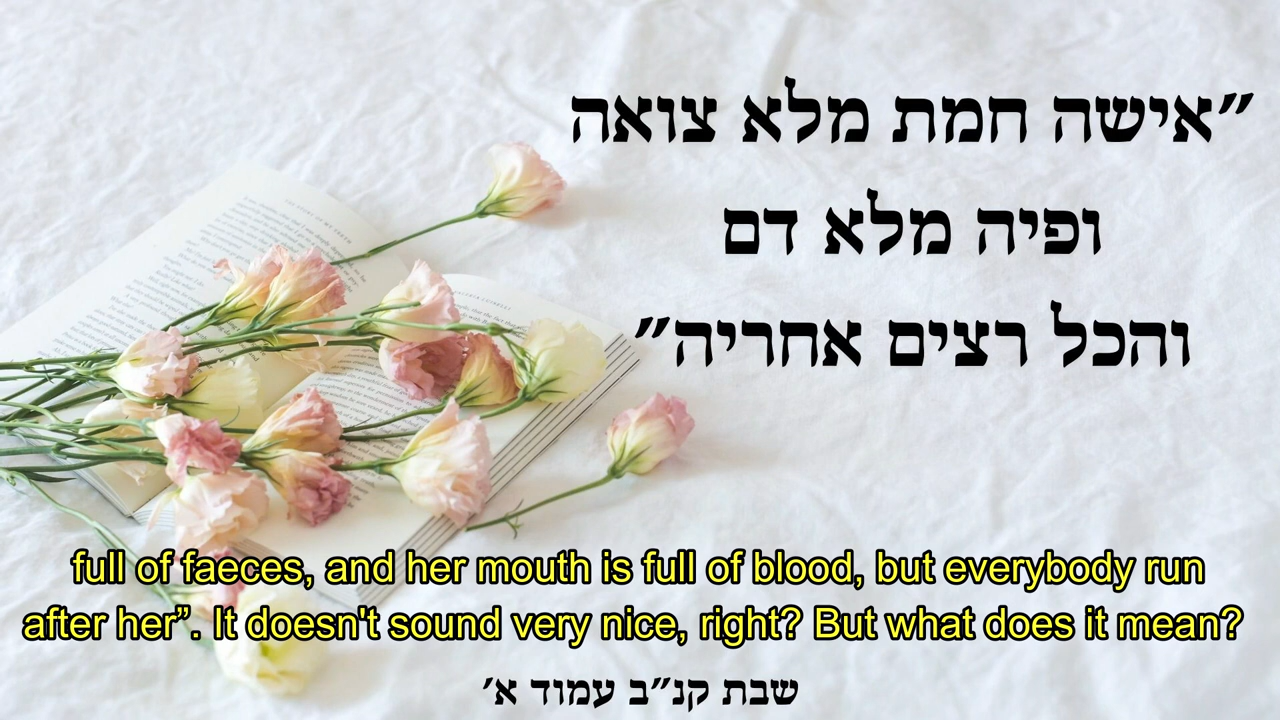 "אישה חמת מלא צואה
ופיה מלא דם
והכל רצים אחריה"
full of faeces, and her mouth is full of blood, but everybody run
after her”. It doesn't sound very nice, right? But what does it mean?
שבת קנ"ב עמוד א'